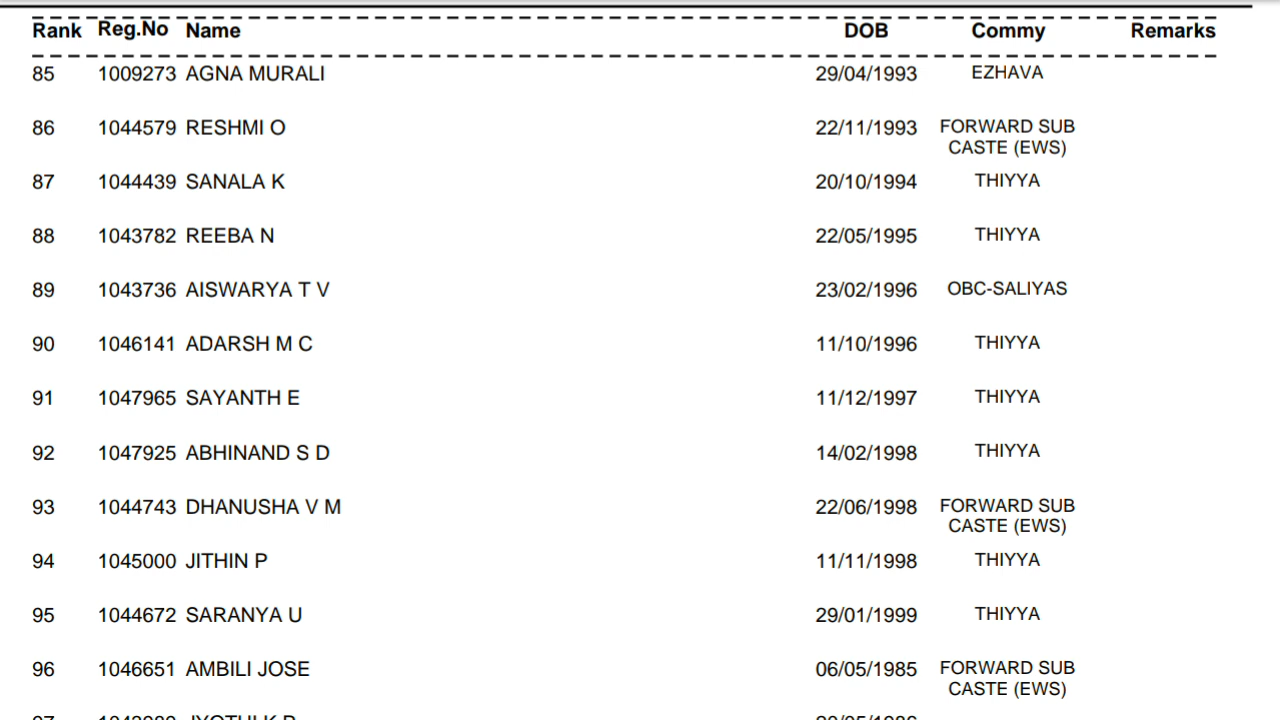 Rank Reg.No Name DOB Commy Remarks
85 1009273 AGNA MURALI 29/04/1993 EZHAVA
86 1044579 RESHMI O 22/11/1993 FORWARD SUB
CASTE (EWS)
87 1044439 SANALA K 20/10/1994 THIYYA
88 1043782 REEBA N 22/05/1995 THIYYA
89 1043736 AISWARYA T V 23/02/1996 OBC-SALIYAS
90 1046141 ADARSH M C 11/10/1996 THIYYA
91 1047965 SAYANTH E 11/12/1997 THIYYA
92 1047925 ABHINAND S D 14/02/1998 THIYYA
93 1044743 DHANUSHA V M 22/06/1998 FORWARD SUB
CASTE (EWS)
94 1045000 JITHIN P 11/11/1998 THIYYA
95 1044672 SARANYA U 29/01/1999 THIYYA
96 1046651 AMBILI JOSE 06/05/1985 FORWARD SUB
CASTE (EWS)